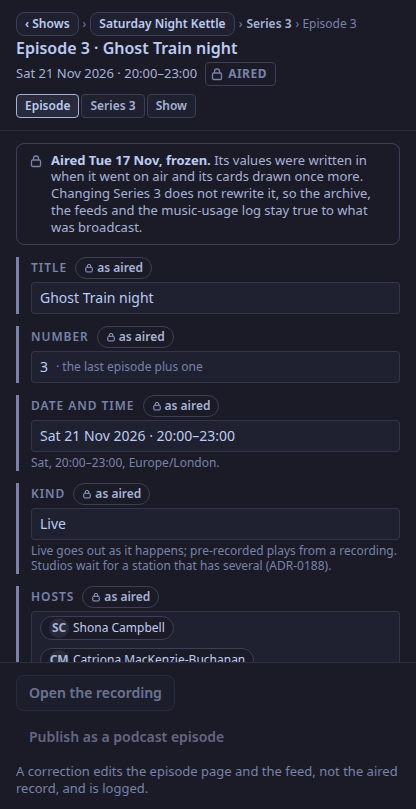 ‹ Shows › Saturday Night Kettle › Series 3 › Episode 3
Episode 3 · Ghost Train night
Sat 21 Nov 2026 · 20:00–23:00 AIRED
Episode Series 3 Show
Aired Tue 17 Nov, frozen. Its values were written in
when it went on air and its cards drawn once more.
Changing Series 3 does not rewrite it, so the archive,
the feeds and the music-usage log stay true to what
was broadcast.
TITLE as aired
Ghost Train night
NUMBER as aired
3 · the last episode plus one
DATE AND TIME as aired
Sat 21 Nov 2026 · 20:00–23:00
Sat, 20:00–23:00, Europe/London.
KIND as aired
Live
Live goes out as it happens; pre-recorded plays from a recording.
Studios wait for a station that has several (ADR-0188).
HOSTS as aired
SC Shona Campbell
CM Catriona MacKenzie-Buchanan
Open the recording
Publish as a podcast episode
A correction edits the episode page and the feed, not the aired
record, and is logged.